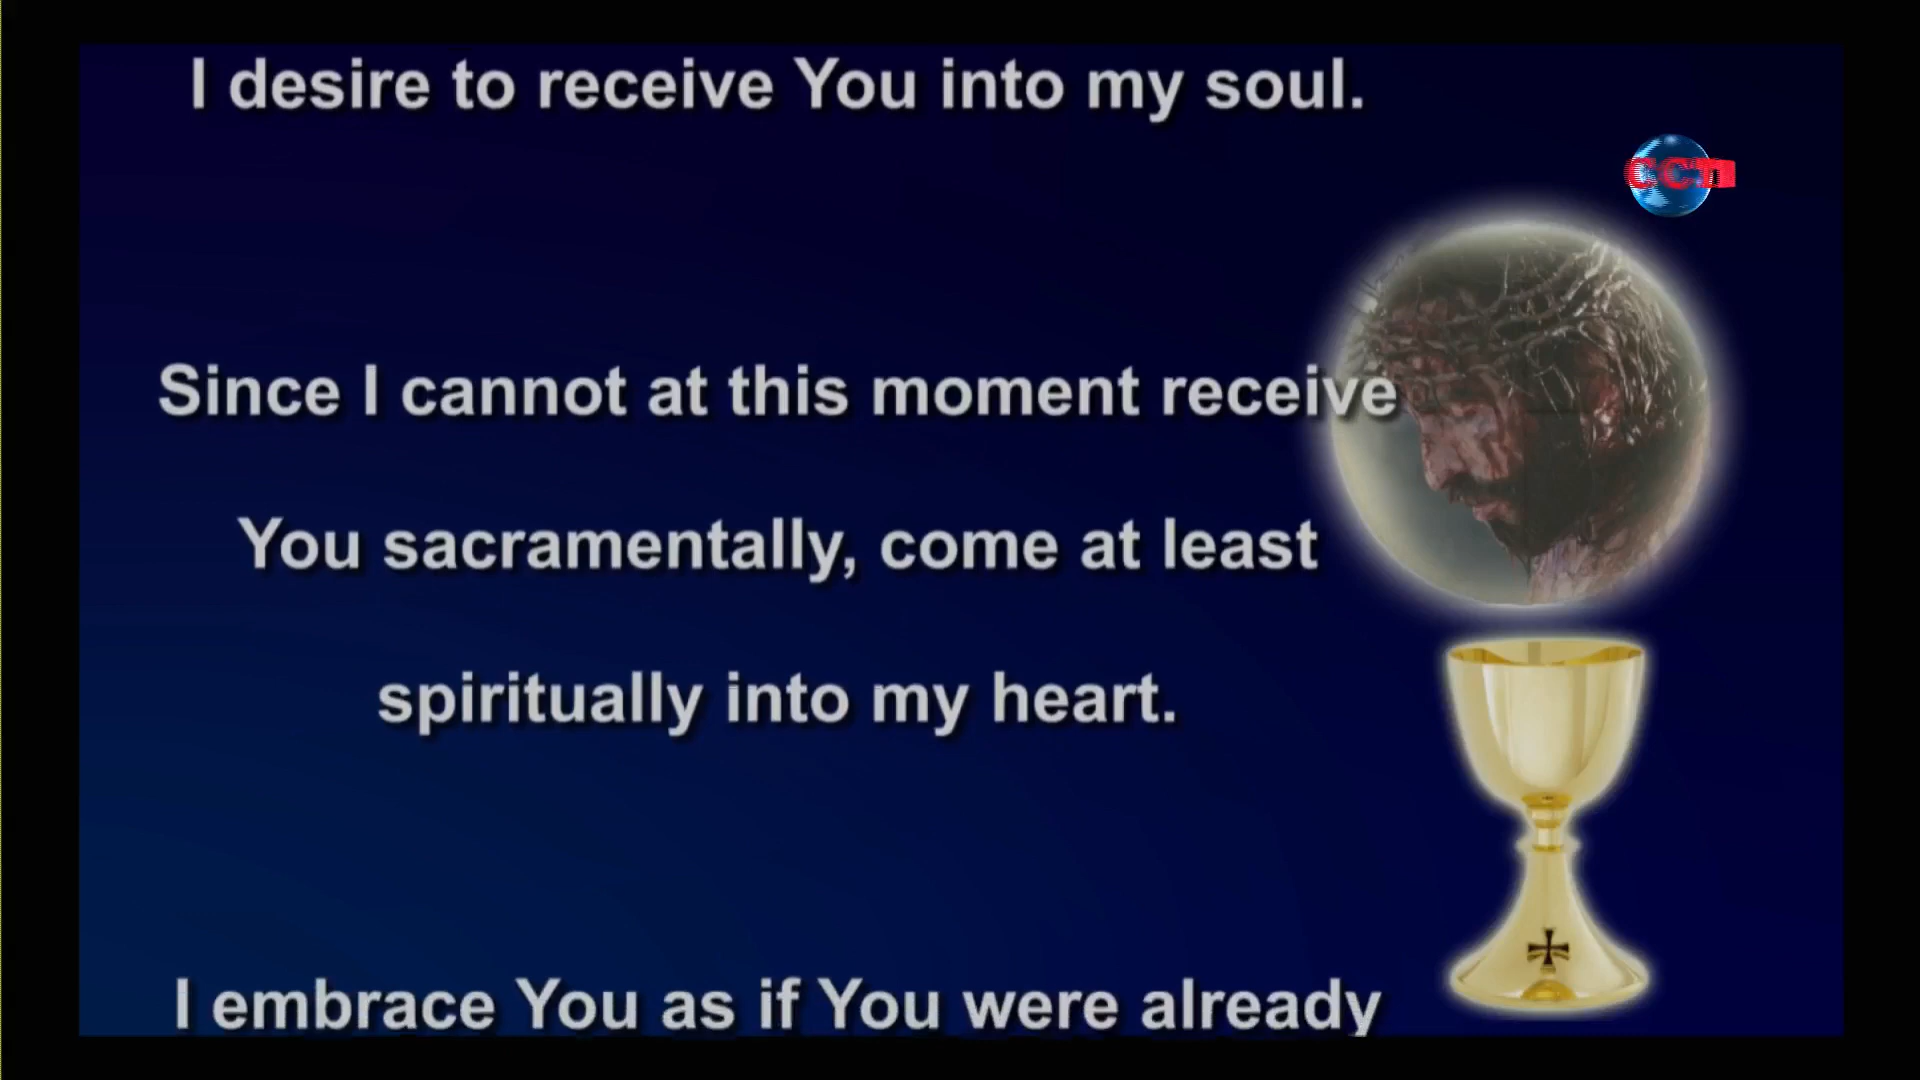 I desire to receive You into my soul.
CCTN
Since I cannot at this moment receive
You sacramentally, come at least
spiritually into my heart.
I embrace You as if You were already